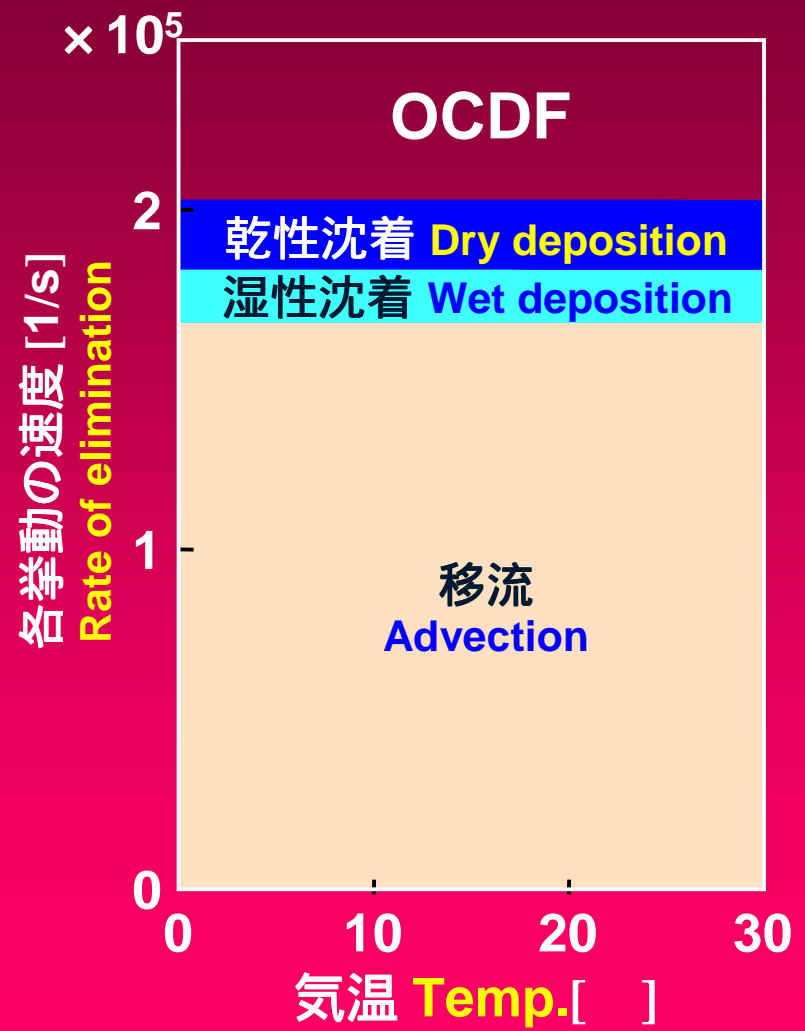 × 10⁵
OCDF
2
乾性沈着 Dry deposition
湿性沈着 Wet deposition
各挙動の速度 [1/s]
Rate of elimination
1
移流
Advection
0
0 10 20 30
気温 Temp.[ ]